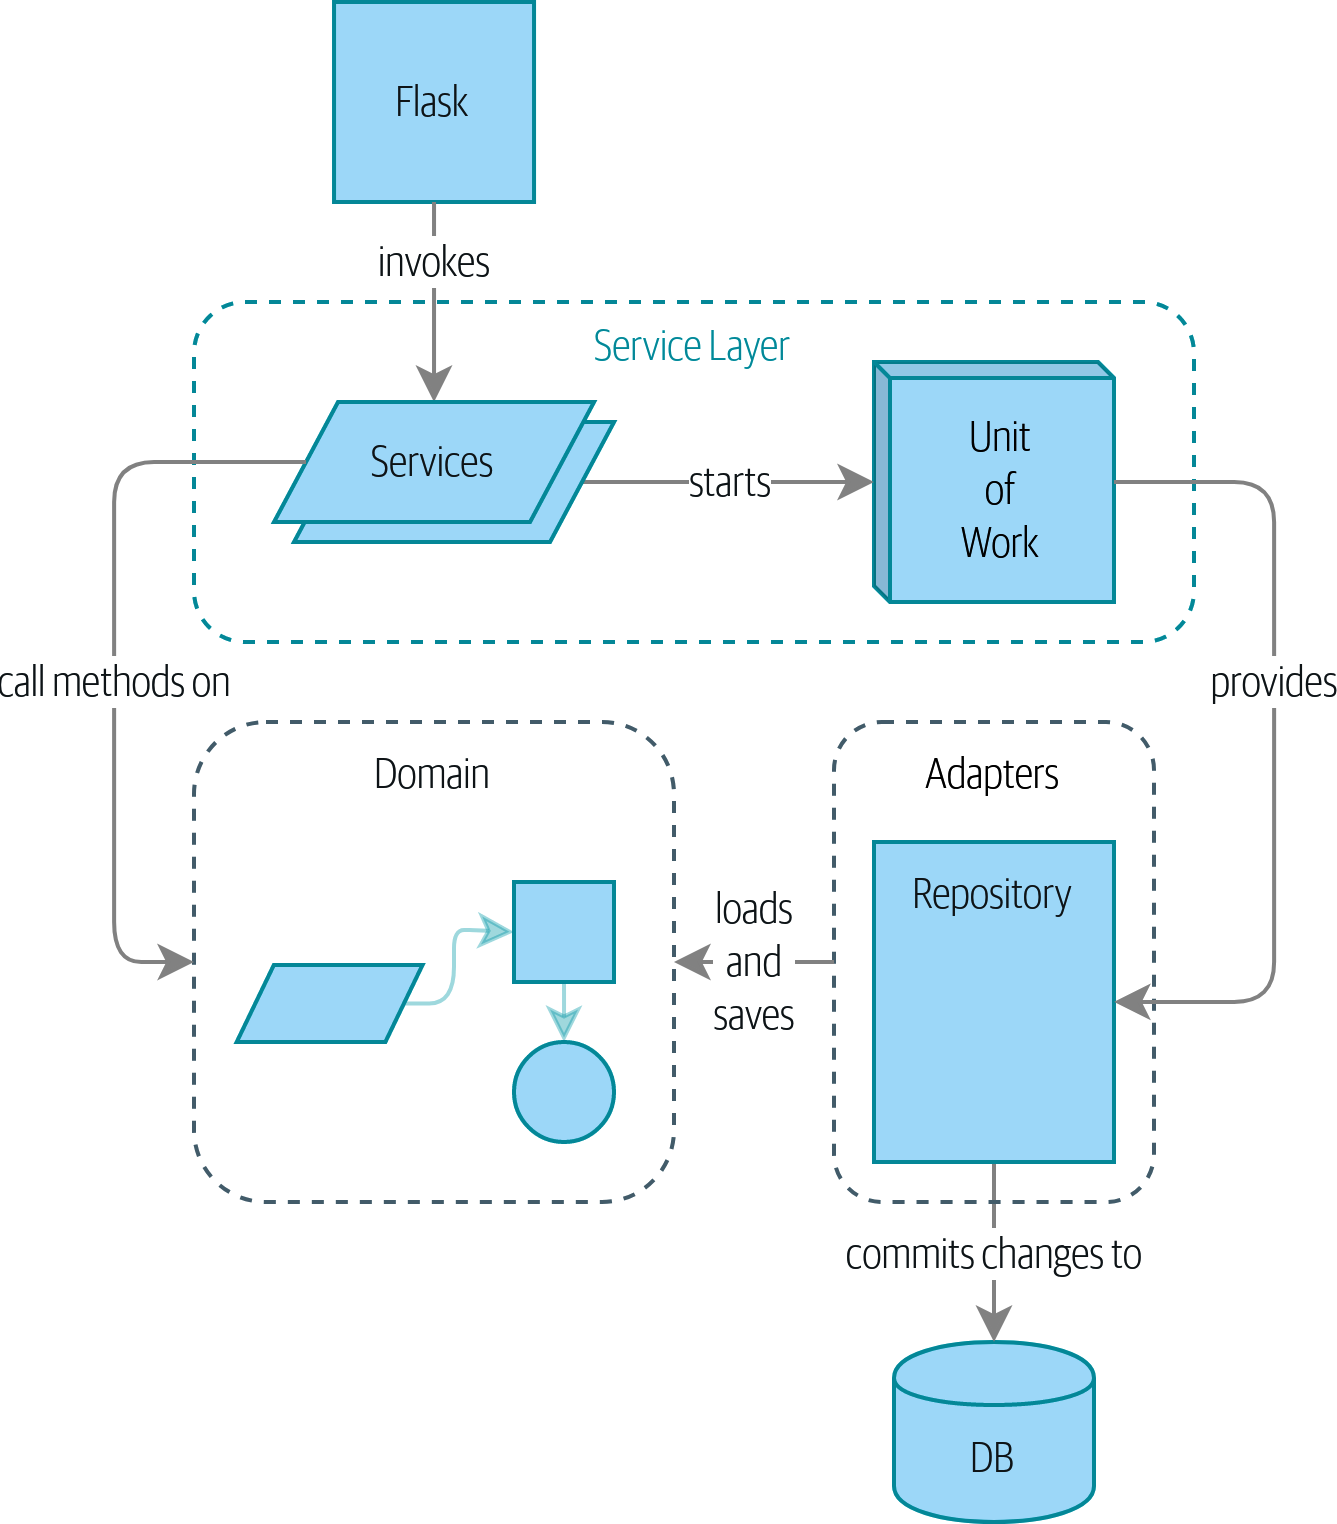 Flask
invokes
Service Layer
Services
starts
Unit
of
Work
call methods on
provides
Domain
Adapters
loads
and
saves
Repository
commits changes to
DB